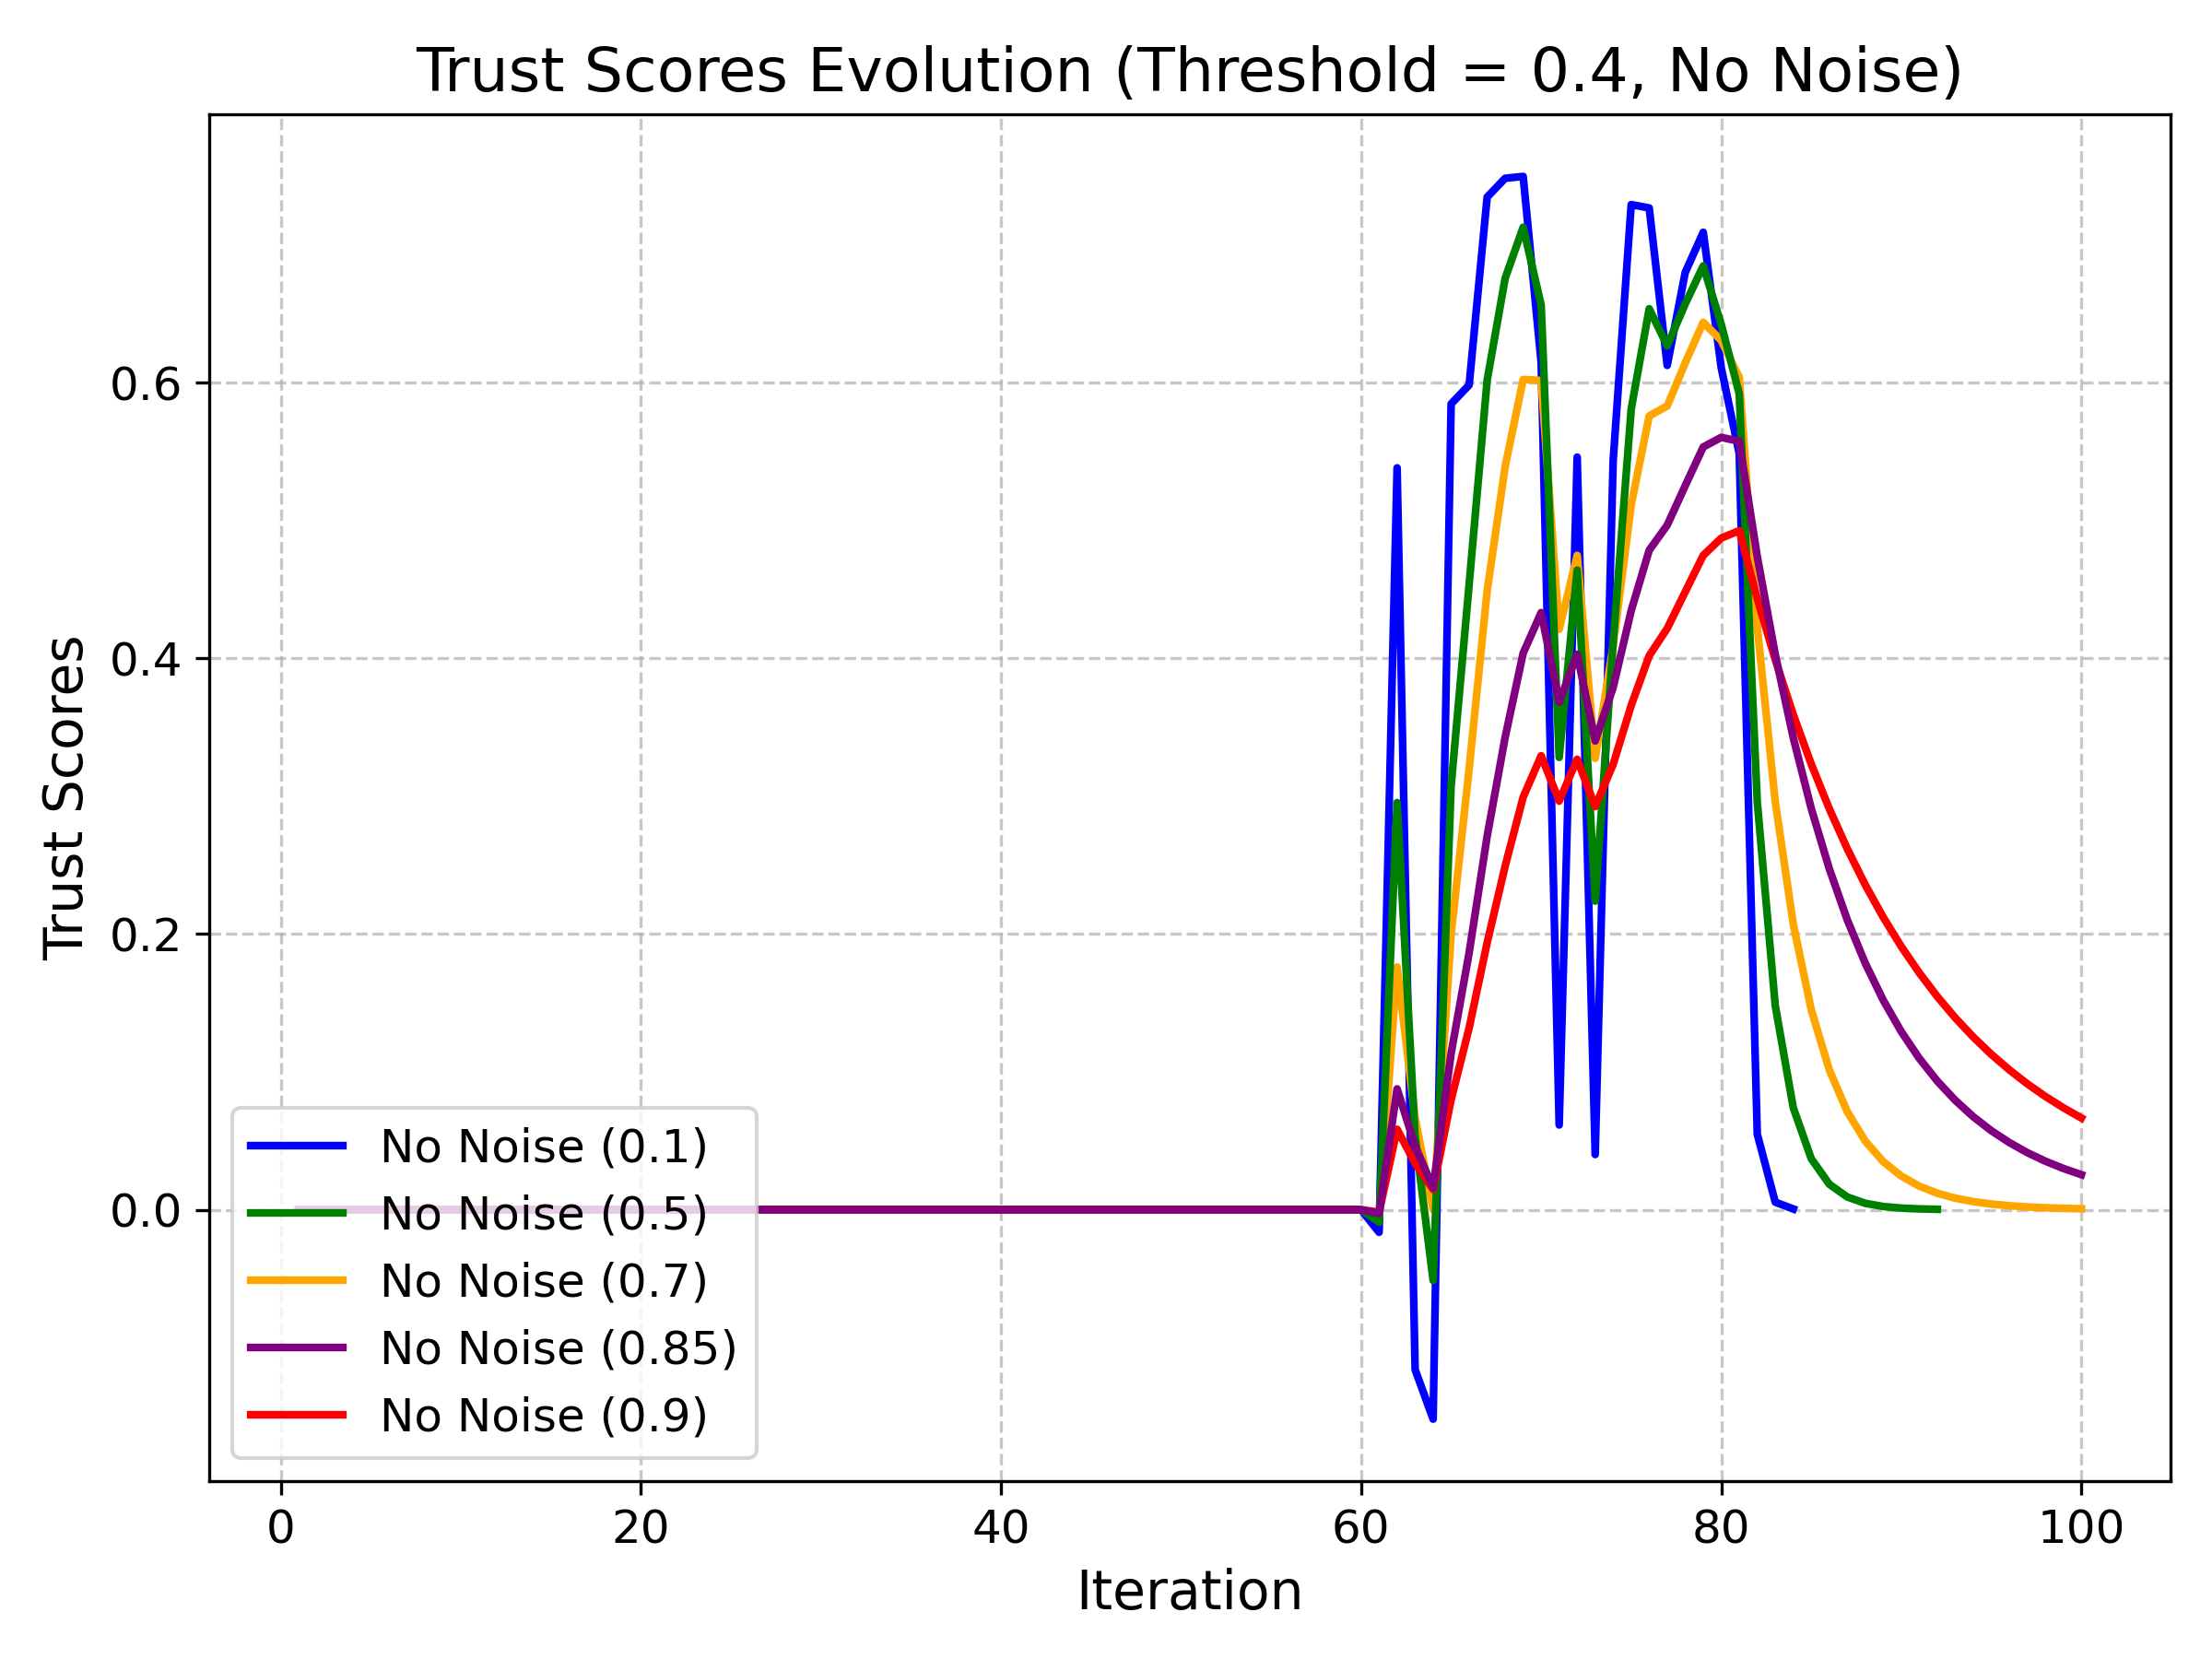 Trust Scores Evolution (Threshold = 0.4, No Noise)
Trust Scores
0.6
0.4
0.2
0.0
No Noise (0.1)
No Noise (0.5)
No Noise (0.7)
No Noise (0.85)
No Noise (0.9)
0 20 40 60 80 100
Iteration